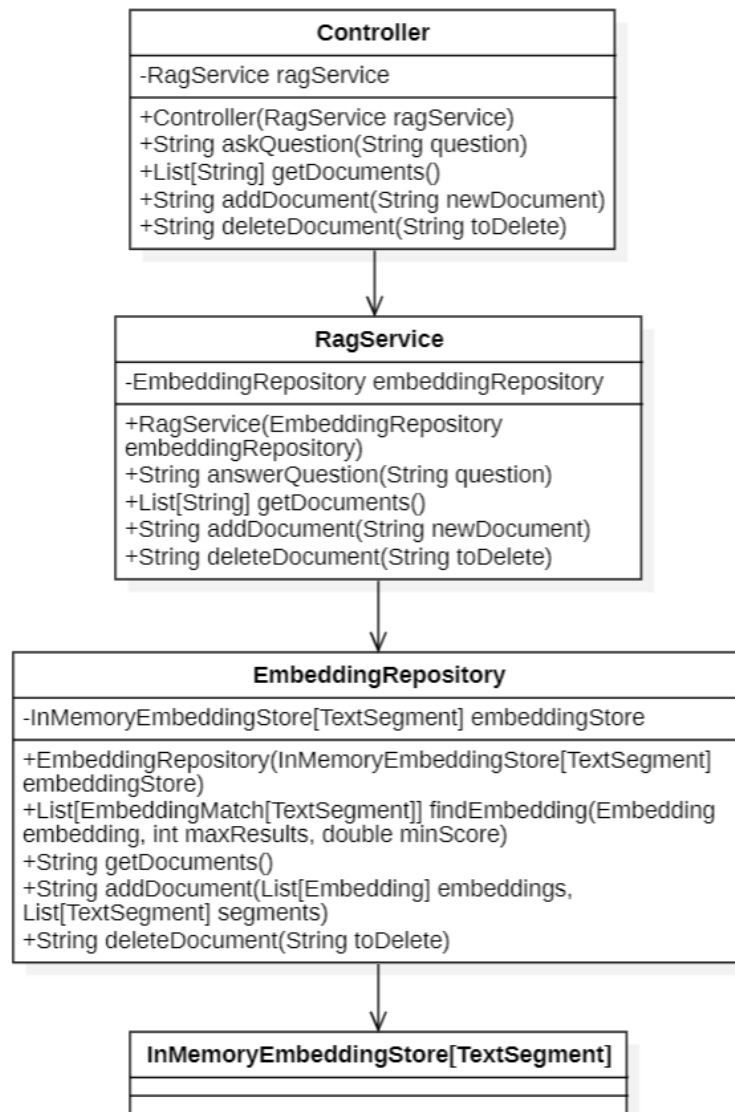 Controller
-RagService ragService
+Controller(RagService ragService)
+String askQuestion(String question)
+List[String] getDocuments()
+String addDocument(String newDocument)
+String deleteDocument(String toDelete)
RagService
-EmbeddingRepository embeddingRepository
+RagService(EmbeddingRepository
embeddingRepository)
+String answerQuestion(String question)
+List[String] getDocuments()
+String addDocument(String newDocument)
+String deleteDocument(String toDelete)
EmbeddingRepository
-InMemoryEmbeddingStore[TextSegment] embeddingStore
+EmbeddingRepository(InMemoryEmbeddingStore[TextSegment]
embeddingStore)
+List[EmbeddingMatch[TextSegment]] findEmbedding(Embedding
embedding, int maxResults, double minScore)
+String getDocuments()
+String addDocument(List[Embedding] embeddings,
List[TextSegment] segments)
+String deleteDocument(String toDelete)
InMemoryEmbeddingStore[TextSegment]